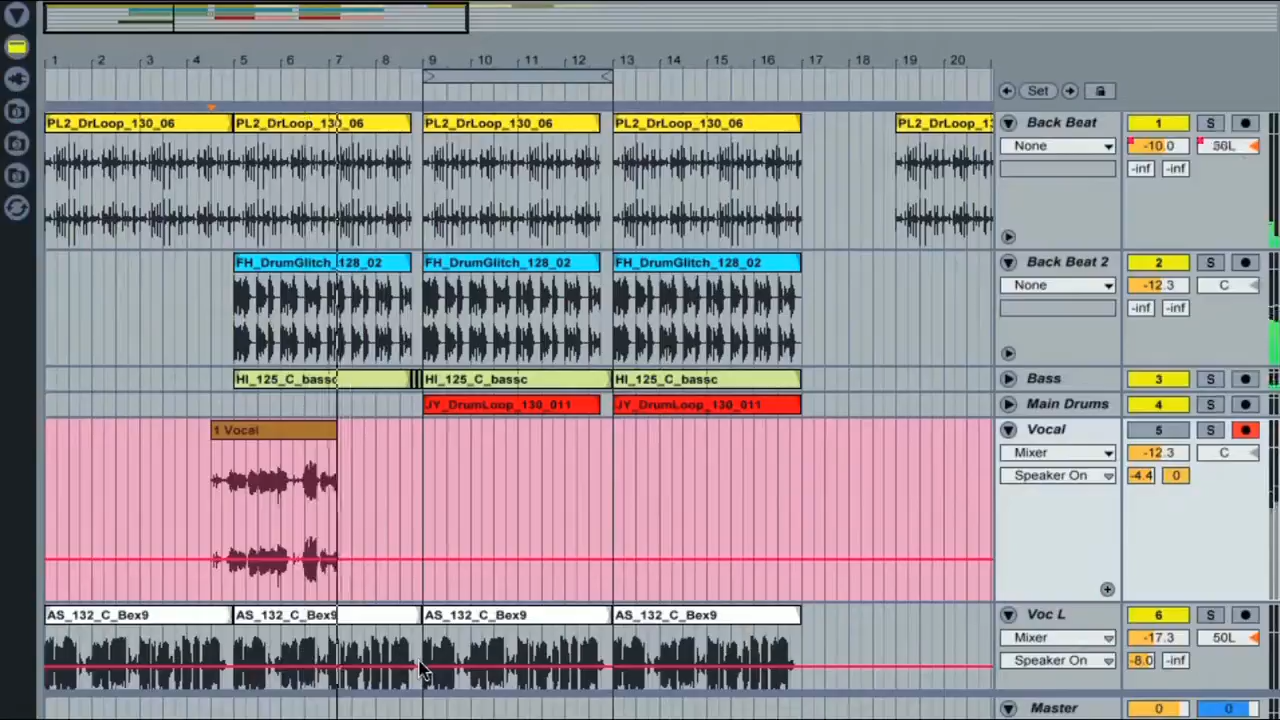 1 2 3 4 5 6 7 8 9 10 11 12 13 14 15 16 17 18 19 20
Set
PL2_DrLoop_130_06 PL2_DrLoop_130_06 PL2_DrLoop_130_06 PL2_DrLoop_130_06 PL2_DrLoop_1 Back Beat 1 S
None -10.0
-inf -inf
FH_DrumGlitch_128_02 FH_DrumGlitch_128_02 FH_DrumGlitch_128_02 Back Beat 2 2 S
None -12.3 C
-inf -inf
HI_125_C_bassc HI_125_C_bassc HI_125_C_bassc Bass 3 S
JY_DrumLoop_130_011 JY_DrumLoop_130_011 Main Drums 4 S
1 Vocal Vocal 5 S
Mixer -12.3 C
Speaker On -4.4 0
AS_132_C_Bex9 AS_132_C_Bex9 AS_132_C_Bex9 AS_132_C_Bex9 Voc L 6 S
Mixer -17.3 50L
Speaker On -8.0 -inf
Master 0 0